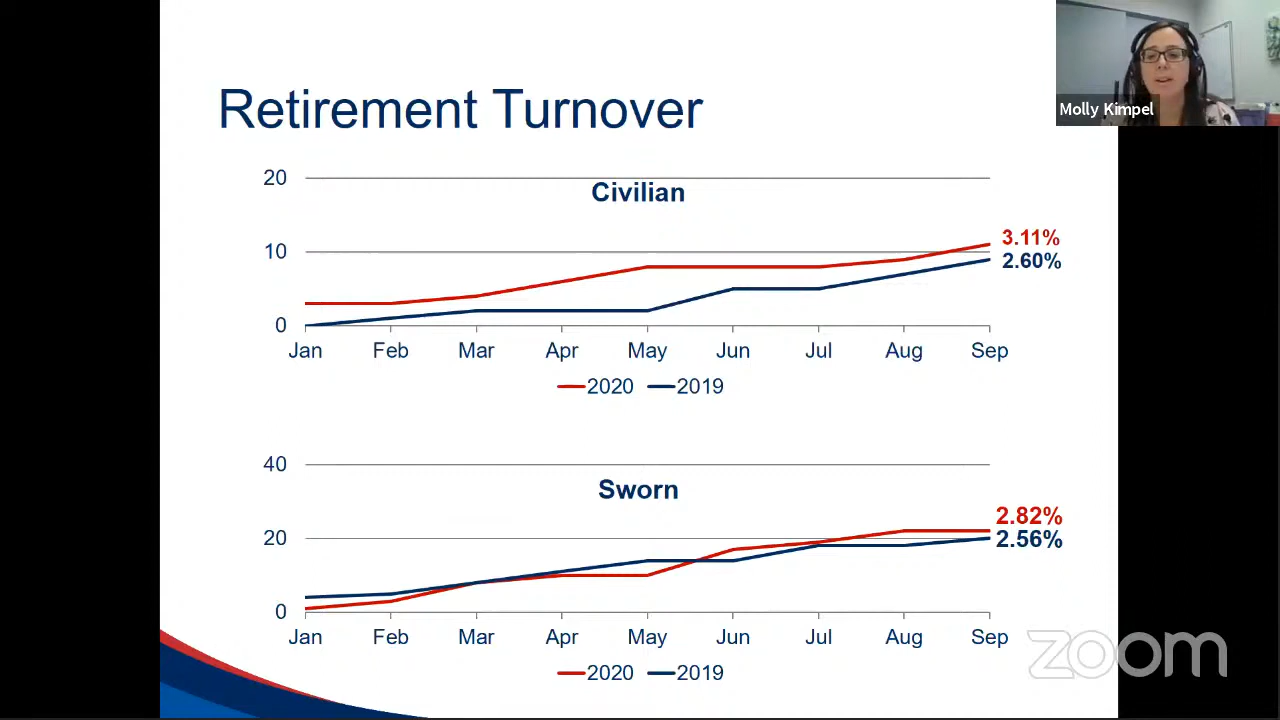 Retirement Turnover
Molly Kimpel
Civilian
20
10
0
3.11%
2.60%
Jan Feb Mar Apr May Jun Jul Aug Sep
2020 2019
Sworn
40
20
0
2.82%
2.56%
Jan Feb Mar Apr May Jun Jul Aug Sep
2020 2019
zoom